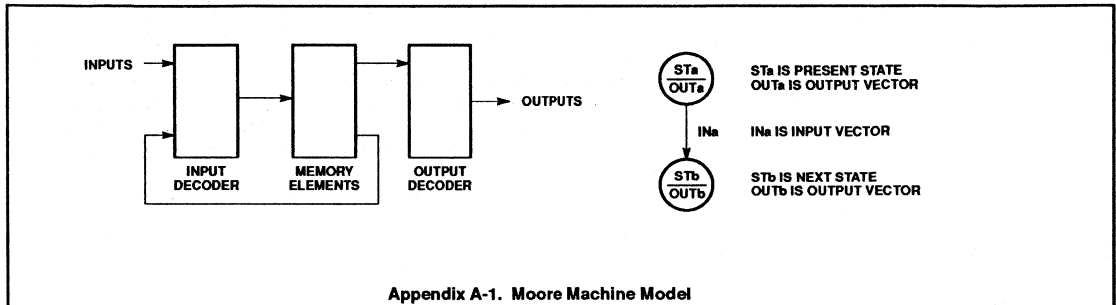 INPUTS
INPUT
DECODER
MEMORY
ELEMENTS
OUTPUT
DECODER
OUTPUTS
STa
OUTa
STa IS PRESENT STATE
OUTa IS OUTPUT VECTOR
INa
INa IS INPUT VECTOR
STb
OUTb
STb IS NEXT STATE
OUTb IS OUTPUT VECTOR
Appendix A-1. Moore Machine Model